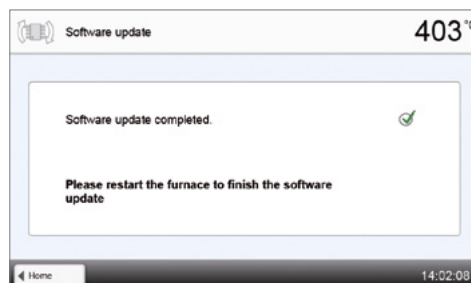 Software update
403 °
Software update completed.
Please restart the furnace to finish the software
update
Home
14:02:08